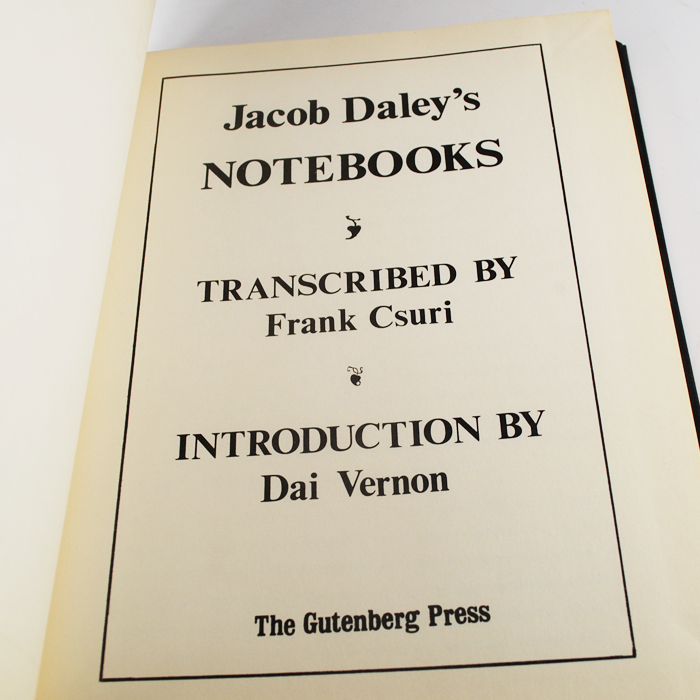 Jacob Daley's
NOTEBOOKS
TRANSCRIBED BY
Frank Csuri
INTRODUCTION BY
Dai Vernon
The Gutenberg Press